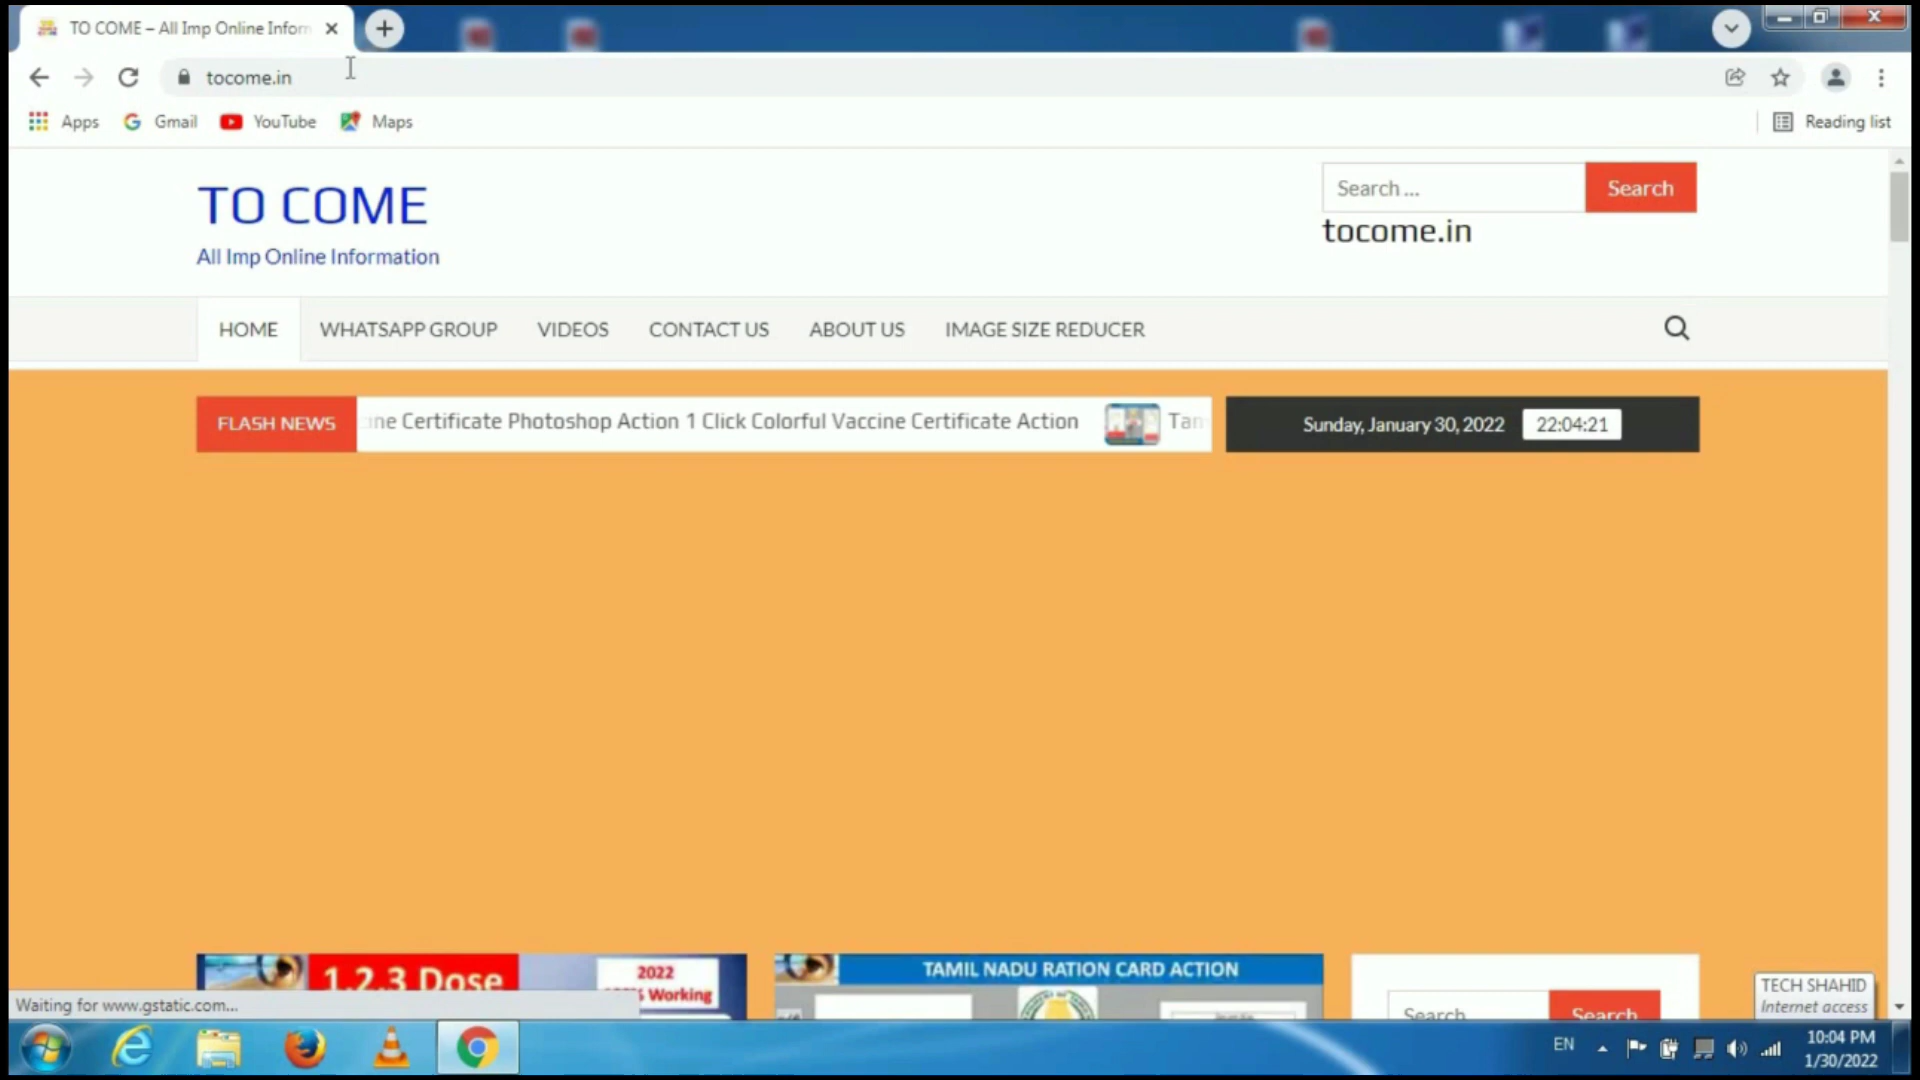 TO COME – All Imp Online Inform
tocome.in
Apps Gmail YouTube Maps Reading list
TO COME
All Imp Online Information
Search ... Search
tocome.in
HOME WHATSAPP GROUP VIDEOS CONTACT US ABOUT US IMAGE SIZE REDUCER
FLASH NEWS ine Certificate Photoshop Action 1 Click Colorful Vaccine Certificate Action Tam Sunday, January 30, 2022 22:04:21
1.2.3 Dose 2022
Working
TAMIL NADU RATION CARD ACTION
Search Search
TECH SHAHID
Internet access
Waiting for www.gstatic.com...
EN 10:04 PM
1/30/2022